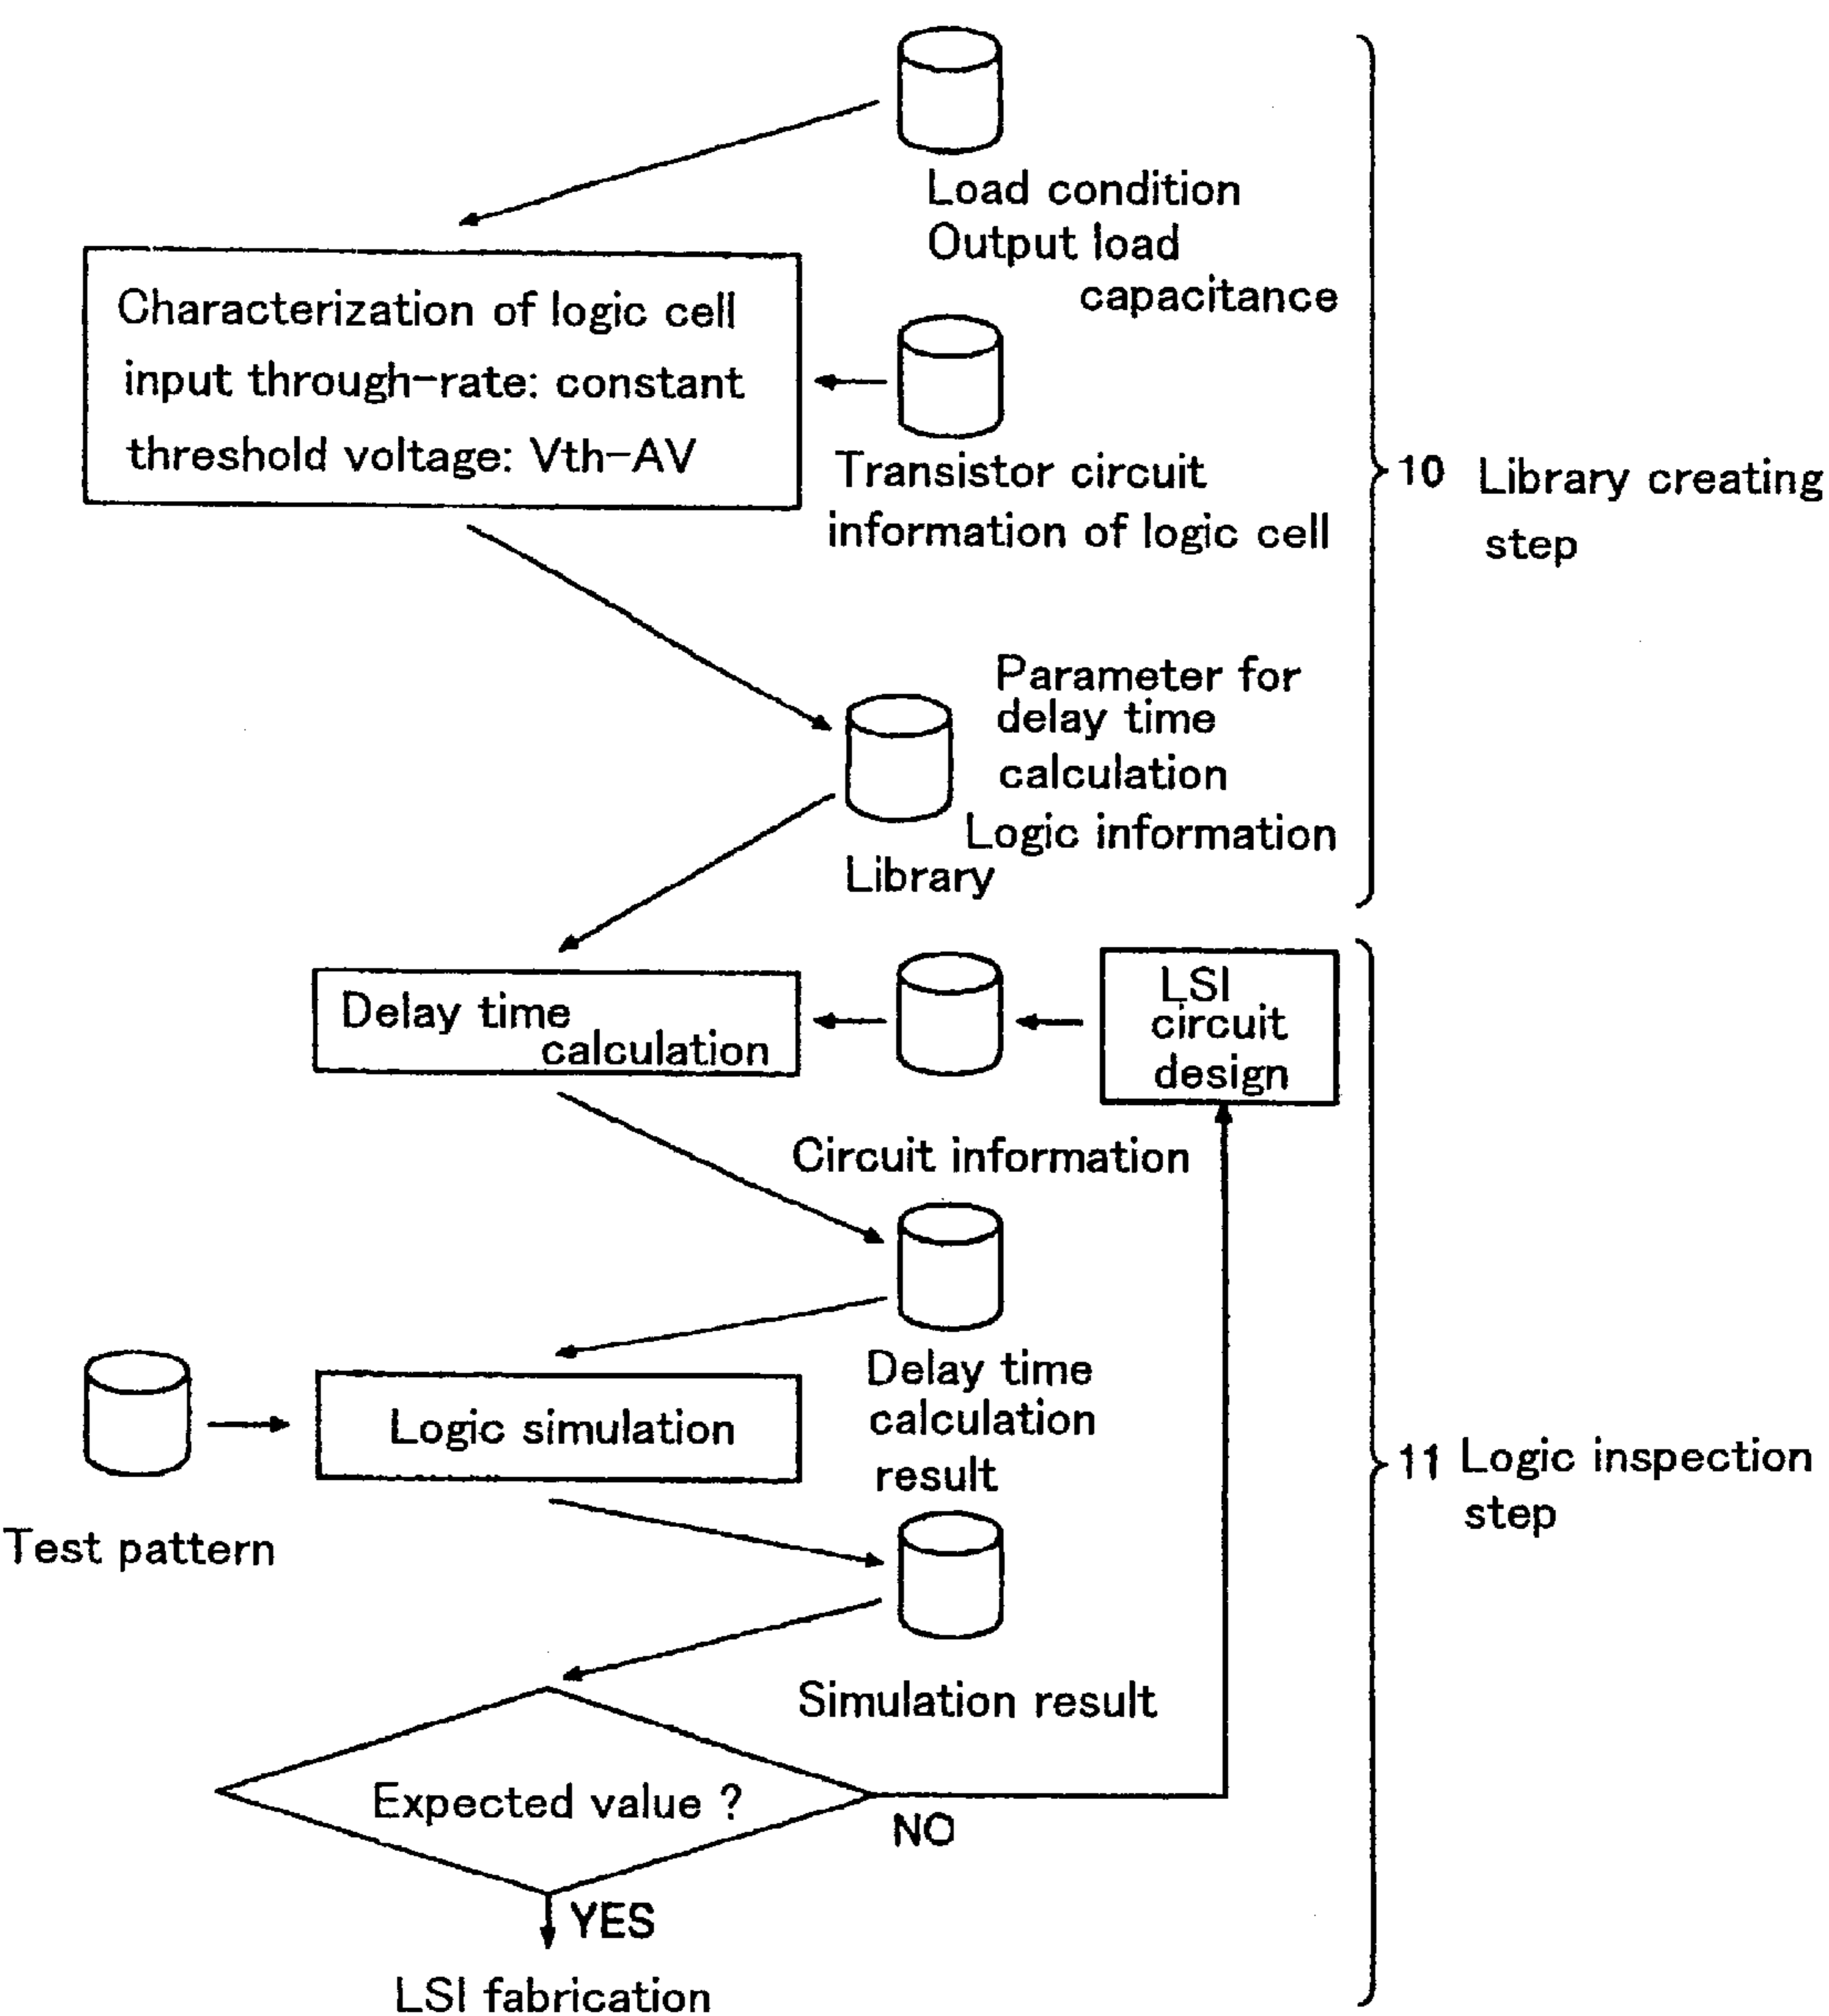 Load condition
Output load
capacitance
Characterization of logic cell
input through-rate: constant
threshold voltage: Vth-AV
Transistor circuit
information of logic cell
10 Library creating
step
Parameter for
delay time
calculation
Logic information
Library
Delay time
calculation
LSI
circuit
design
Circuit information
Delay time
calculation
result
Logic simulation
Test pattern
11 Logic inspection
step
Simulation result
Expected value ?
NO
YES
LSI fabrication